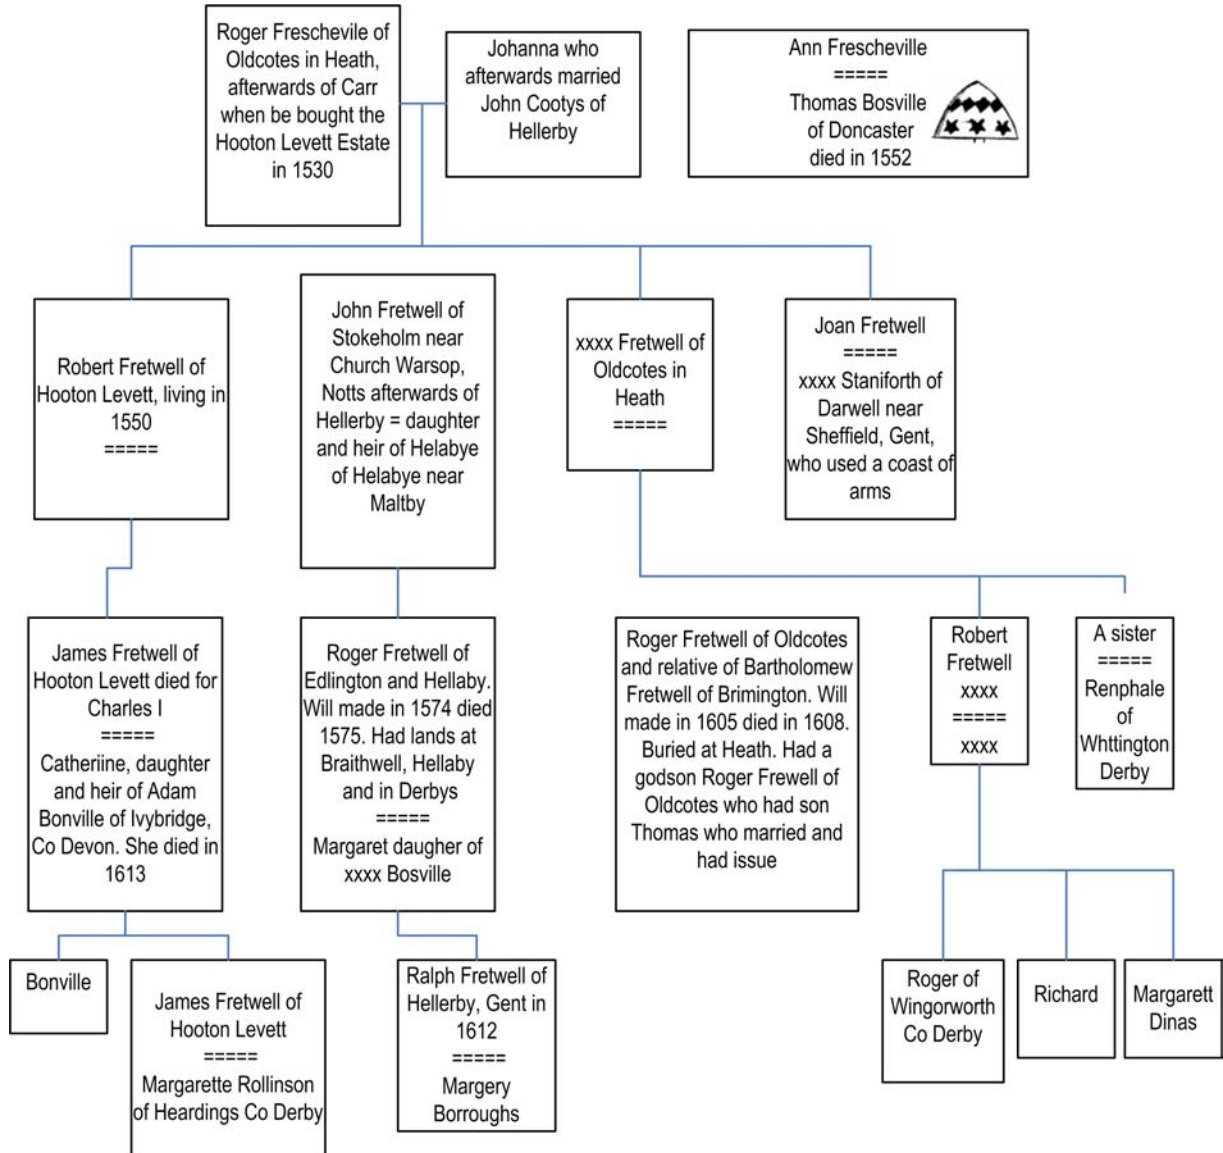 Roger Freschevile of
Oldcotes in Heath,
afterwards of Carr
when be bought the
Hooton Levett Estate
in 1530
Johanna who
afterwards married
John Cootys of
Hellerby
Ann Frescheville
=====
Thomas Bosville
of Doncaster
died in 1552
Robert Fretwell of
Hooton Levett, living in
1550
=====
John Fretwell of
Stokeholm near
Church Warsop,
Notts afterwards of
Hellerby = daughter
and heir of Helabye
of Helabye near
Maltby
xxxx Fretwell of
Oldcotes in
Heath
=====
Joan Fretwell
=====
xxxx Staniforth of
Darwell near
Sheffield, Gent,
who used a coast of
arms
James Fretwell of
Hooton Levett died for
Charles I
=====
Catheriine, daughter
and heir of Adam
Bonville of Ivybridge,
Co Devon. She died in
1613
Roger Fretwell of
Edlington and Hellaby.
Will made in 1574 died
1575. Had lands at
Braithwell, Hellaby
and in Derbys
=====
Margaret daugher of
xxxx Bosville
Roger Fretwell of Oldcotes
and relative of Bartholomew
Fretwell of Brimington. Will
made in 1605 died in 1608.
Buried at Heath. Had a
godson Roger Frewell of
Oldcotes who had son
Thomas who married and
had issue
Robert
Fretwell
xxxx
=====
xxxx
A sister
=====
Renphale
of
Whttington
Derby
Bonville
James Fretwell of
Hooton Levett
=====
Margarette Rollinson
of Heardings Co Derby
Ralph Fretwell of
Hellerby, Gent in
1612
=====
Margery
Borroughs
Roger of
Wingorworth
Co Derby
Richard
Margarett
Dinas